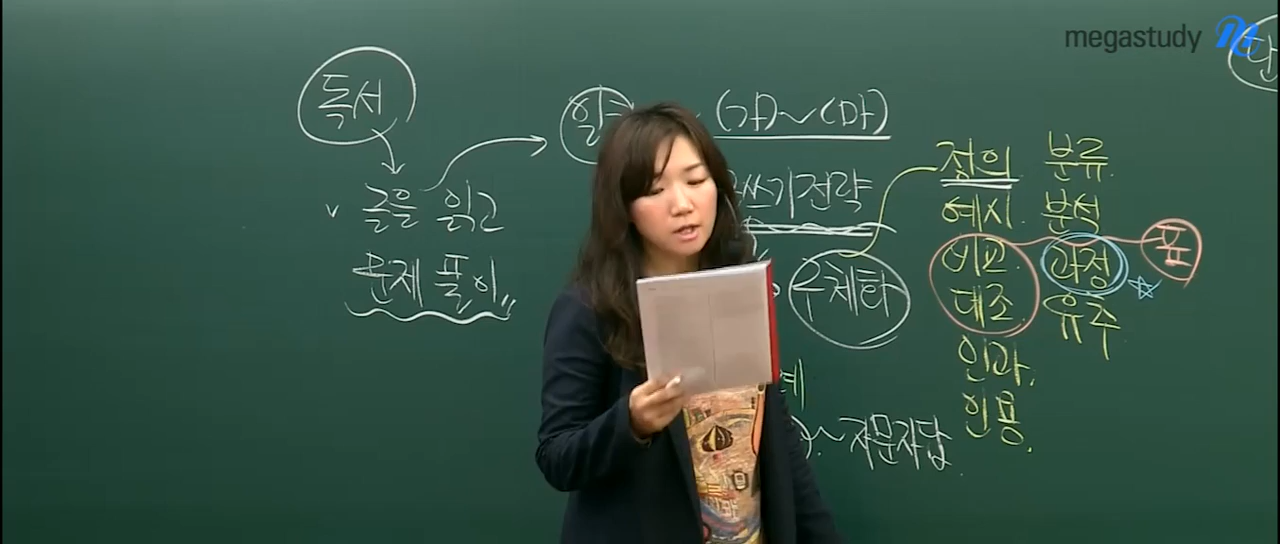 megastudy
독서
글을 읽고
문제 풀이
(가)~(마)
쓰기전략
정의 분류
예시 분석
비교 과정 표
대조 유추
인과
인용
~자문자답